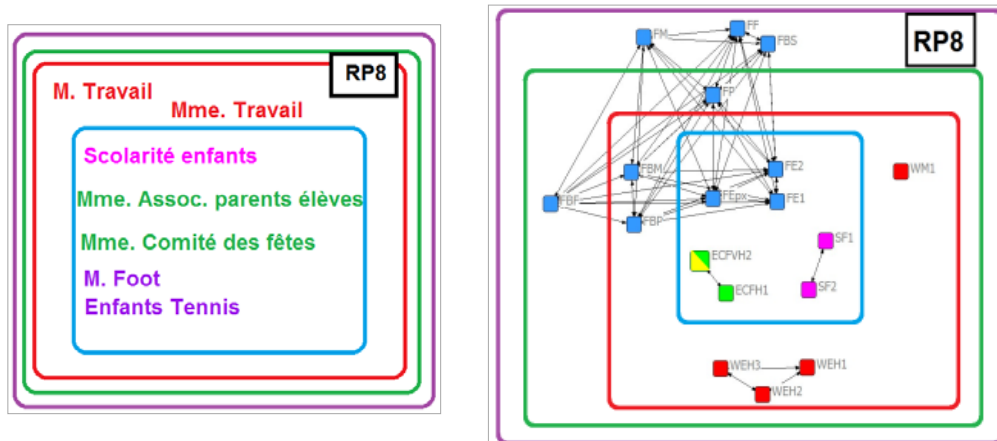 RP8
M. Travail
Mme. Travail
Scolarité enfants
Mme. Assoc. parents élèves
Mme. Comité des fêtes
M. Foot
Enfants Tennis
RP8
FF
FM
FBS
FP
FBM
FE2
WM1
FBF
FEpx
FE1
FBP
SF1
ECFVH2
SF2
ECFH1
WEH3
WEH1
WEH2